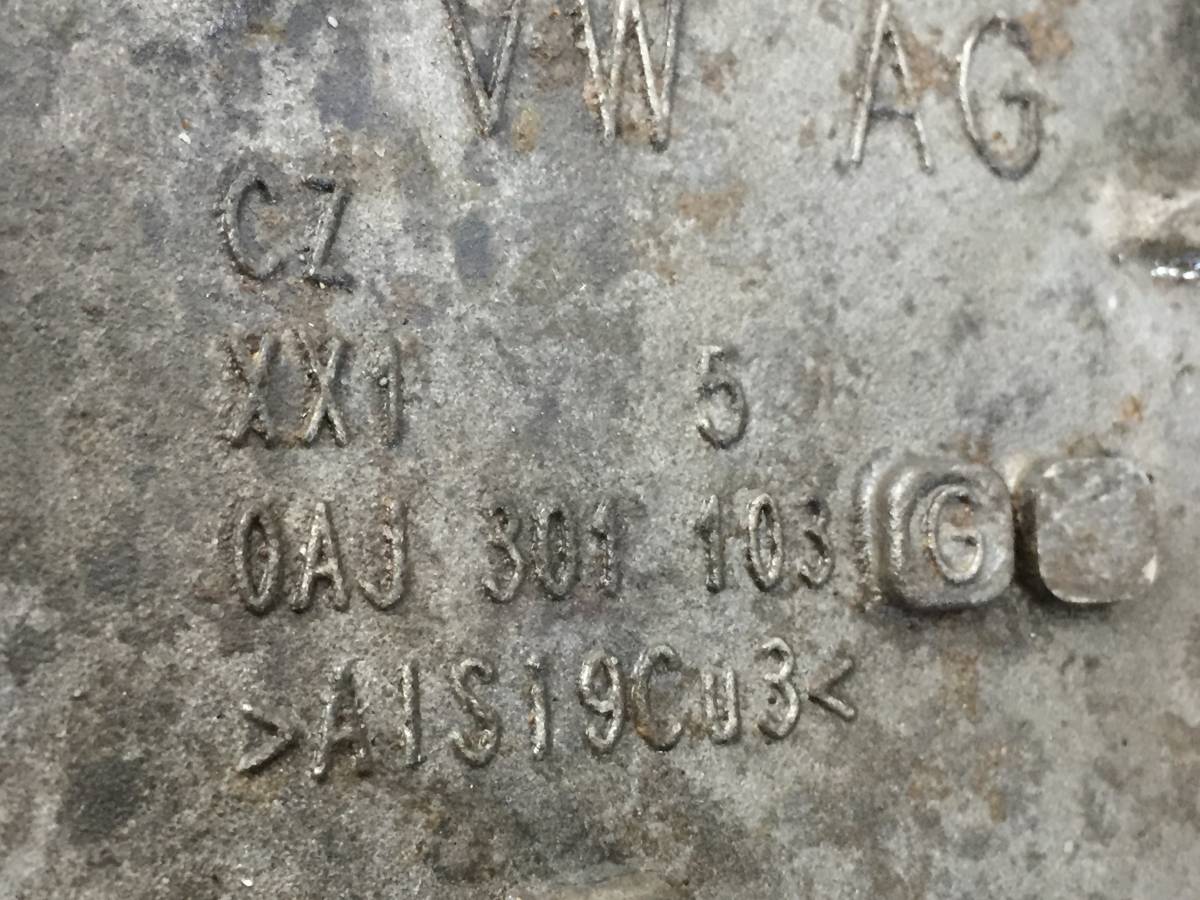 VW AG
CZ
XX1 5
0AJ 301 103 G
>AlSi9Cu3<